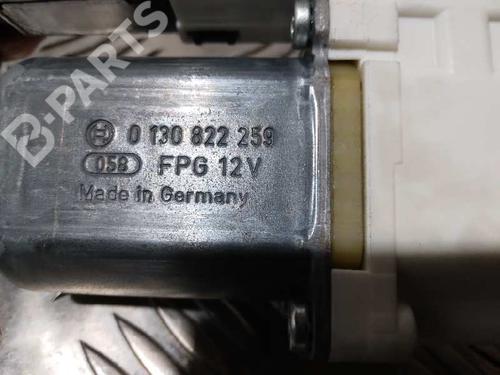 B-PARTS
0 130 822 259
058 FPG 12V
Made in Germany